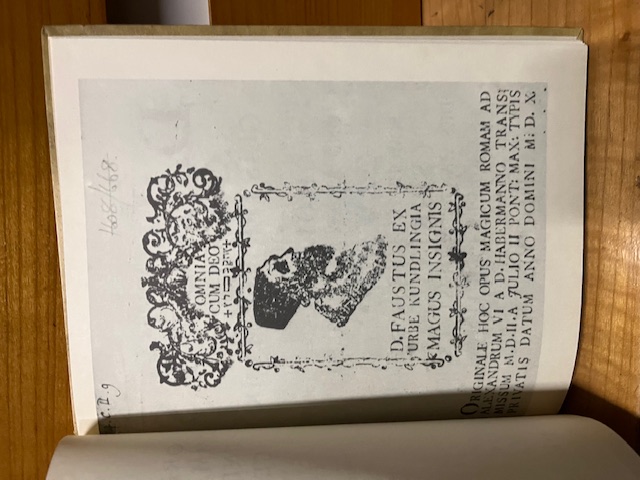 OMNIA
CUM DEO
D. FAUSTUS EX
URBE KUNDLINGIA
MAGUS INSIGNIS
ORIGINALE HOC OPUS MAGICUM ROMAM AD
ALEXANDRUM VI A D. HABERMANNO TRANS:
MISSUM M.D.II. A JULIO II PONT: MAX: TYPIS
PRIVATIS DATUM ANNO DOMINI M: D. X.